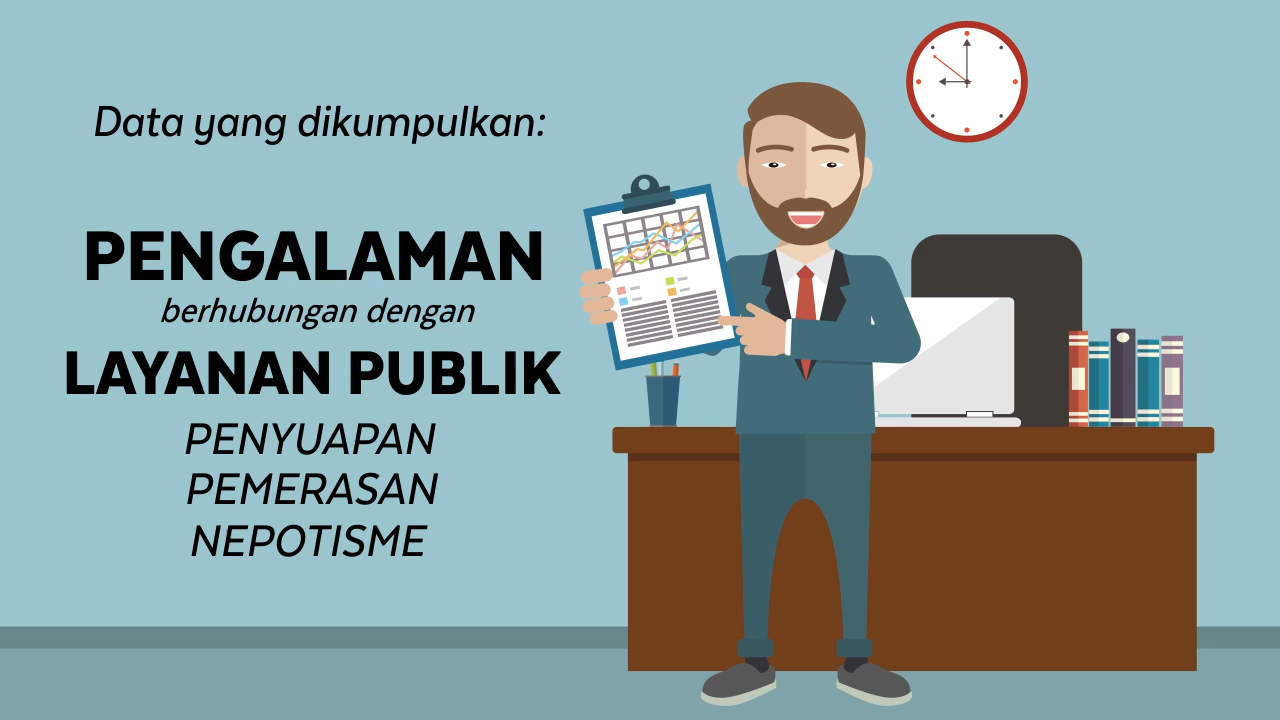 Data yang dikumpulkan:
PENGALAMAN
berhubungan dengan
LAYANAN PUBLIK
PENYUAPAN
PEMERASAN
NEPOTISME